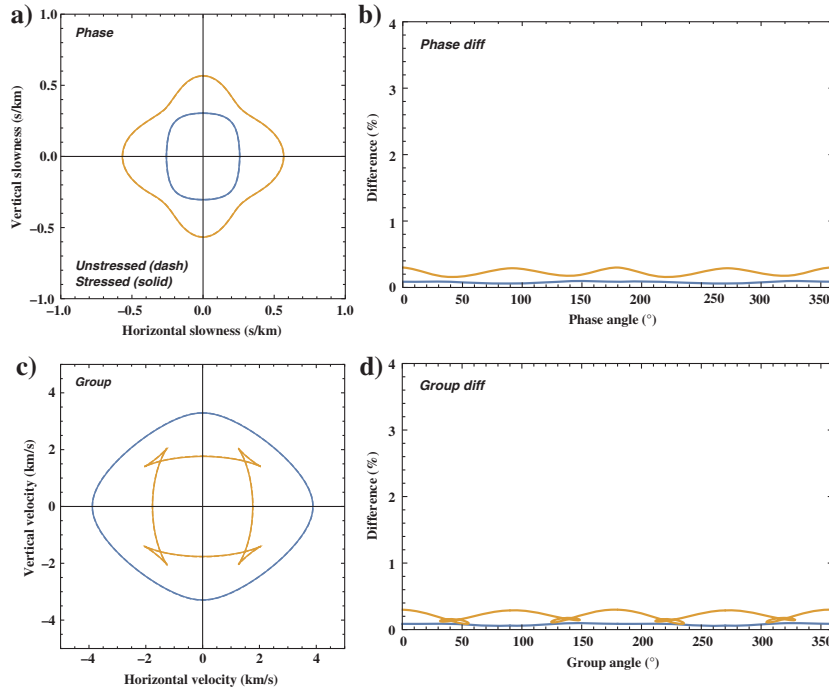 a)
Phase
1.0
0.5
0.0
−0.5
−1.0
Vertical slowness (s/km)
Unstressed (dash)
Stressed (solid)
−1.0 −0.5 0.0 0.5 1.0
Horizontal slowness (s/km)
b)
Phase diff
4
3
2
1
0
Difference (%)
0 50 100 150 200 250 300 350
Phase angle (°)
c)
Group
4
2
0
−2
−4
Vertical velocity (km/s)
−4 −2 0 2 4
Horizontal velocity (km/s)
d)
Group diff
4
3
2
1
0
Difference (%)
0 50 100 150 200 250 300 350
Group angle (°)